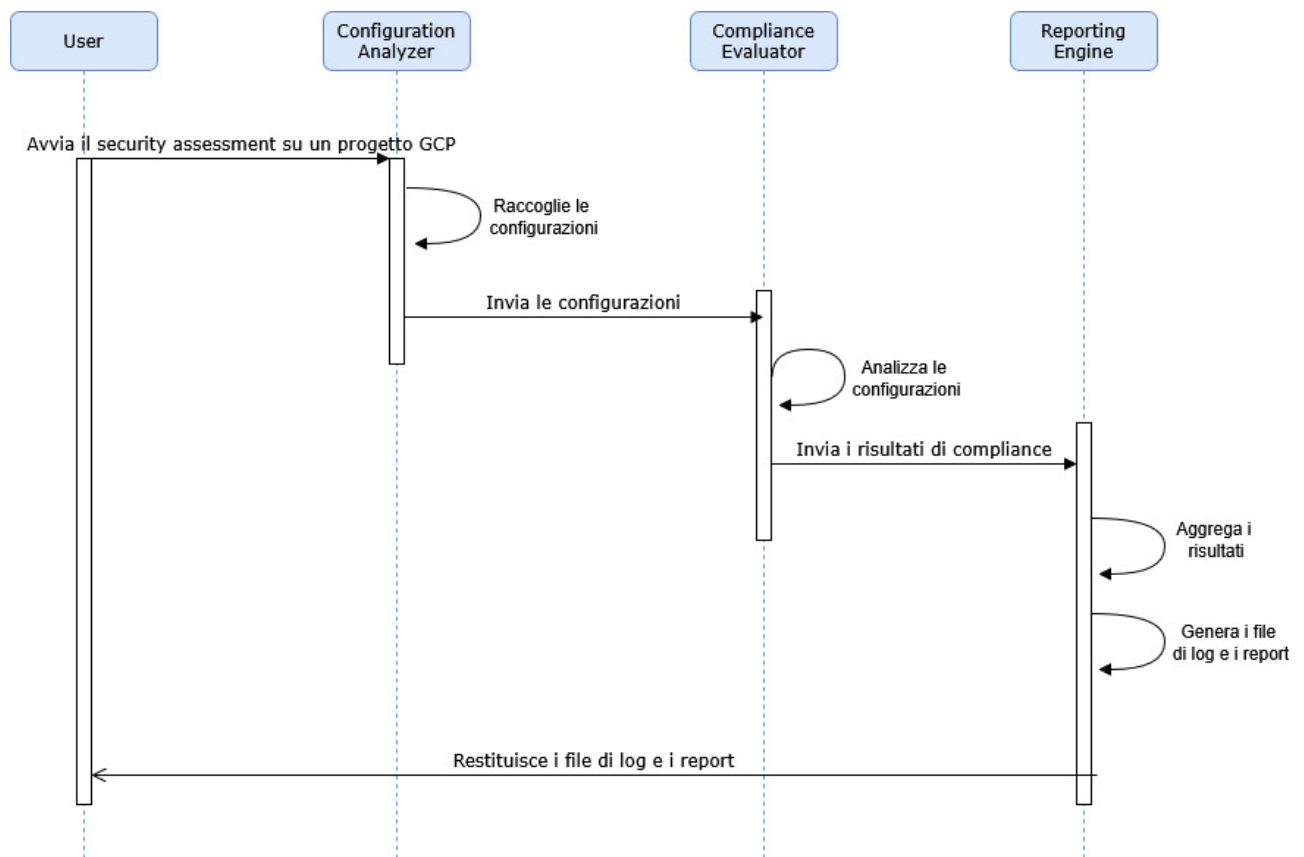 User
Configuration
Analyzer
Compliance
Evaluator
Reporting
Engine
Avvia il security assessment su un progetto GCP
Raccoglie le
configurazioni
Invia le configurazioni
Analizza le
configurazioni
Invia i risultati di compliance
Aggrega i
risultati
Genera i file
di log e i report
Restituisce i file di log e i report